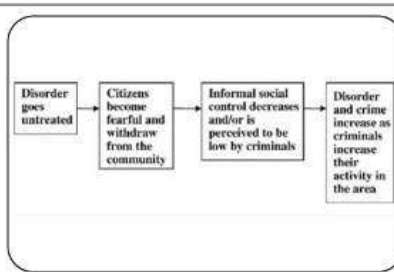 Disorder
goes
untreated
Citizens
become
fearful and
withdraw
from the
community
Informal social
control decreases
and/or is
perceived to be
low by criminals
Disorder
and crime
increase as
criminals
increase
their
activity in
the area